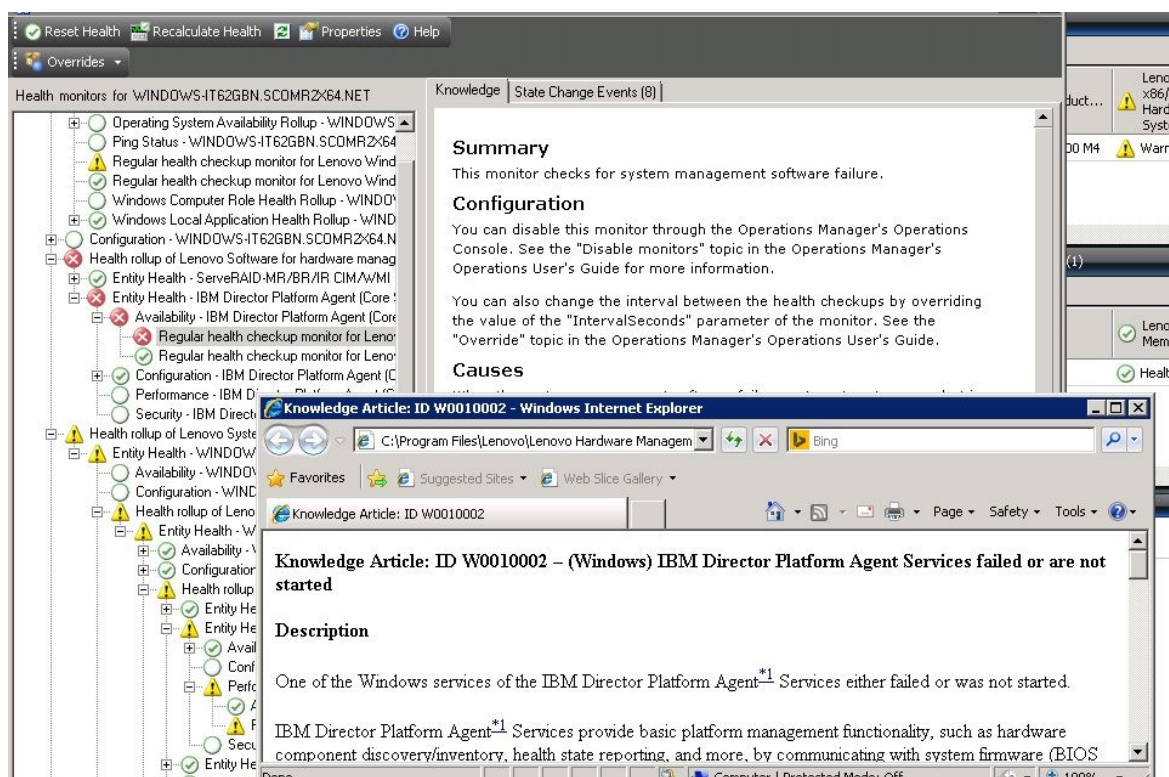 Reset Health Recalculate Health Properties Help
Overrides
Health monitors for WINDOWS-IT62GBN.SCOMR2X64.NET
Operating System Availability Rollup - WINDOWS
Ping Status - WINDOWS-IT62GBN.SCOMR2X64
Regular health checkup monitor for Lenovo Wind
Regular health checkup monitor for Lenovo Wind
Windows Computer Role Health Rollup - WINDO
Windows Local Application Health Rollup - WIND
Configuration - WINDOWS-IT62GBN.SCOMR2X64.N
Health rollup of Lenovo Software for hardware manag
Entity Health - ServeRAID-MR/BR/IR CIM/WMI
Entity Health - IBM Director Platform Agent (Core
Availability - IBM Director Platform Agent (Core
Regular health checkup monitor for Leno
Regular health checkup monitor for Leno
Configuration - IBM Director Platform Agent (C
Performance - IBM D
Security - IBM Direct
Health rollup of Lenovo Syste
Entity Health - WINDOW
Availability - WINDO
Configuration - WIND
Health rollup of Leno
Entity Health - W
Availability -
Configuration
Health rollup
Entity He
Entity He
Avail
Conf
Perfo
Secu
Entity He
Knowledge State Change Events (8)
Summary
This monitor checks for system management software failure.
Configuration
You can disable this monitor through the Operations Manager's Operations
Console. See the "Disable monitors" topic in the Operations Manager's
Operations User's Guide for more information.
You can also change the interval between the health checkups by overriding
the value of the "IntervalSeconds" parameter of the monitor. See the
"Override" topic in the Operations Manager's Operations User's Guide.
Causes
duct...
Leno
x86/
Hard
Syst
00 M4 Warr
(1)
Leno
Mem
Healt
Knowledge Article: ID W0010002 - Windows Internet Explorer
C:\Program Files\Lenovo\Lenovo Hardware Managem Bing
Favorites Suggested Sites Web Slice Gallery
Knowledge Article: ID W0010002 Page Safety Tools
Knowledge Article: ID W0010002 – (Windows) IBM Director Platform Agent Services failed or are not
started
Description
One of the Windows services of the IBM Director Platform Agent*1 Services either failed or was not started.
IBM Director Platform Agent*1 Services provide basic platform management functionality, such as hardware
component discovery/inventory, health state reporting, and more, by communicating with system firmware (BIOS
Done Computer | Protected Mode: Off 100%